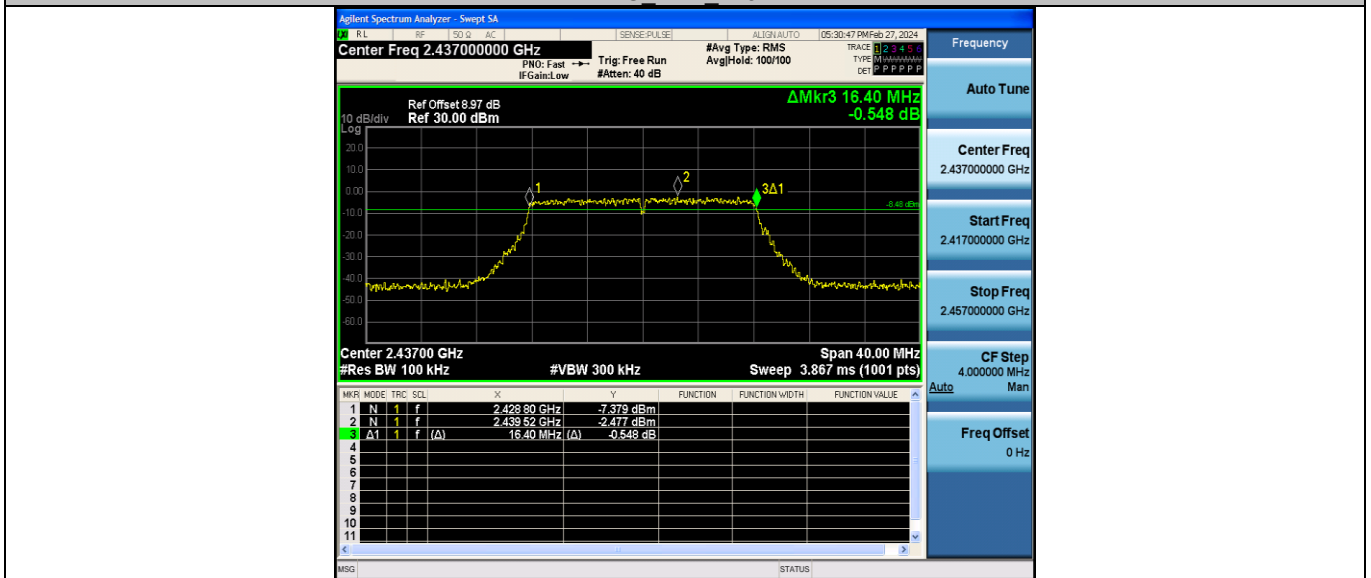 Agilent Spectrum Analyzer - Swept SA
RL RF 50 Ω AC SENSE:PULSE ALIGN AUTO 05:30:47 PM Feb 27, 2024
Center Freq 2.437000000 GHz
PNO: Fast
IFGain:Low
Trig: Free Run
#Atten: 40 dB
#Avg Type: RMS
Avg|Hold: 100/100
TRACE 1 2 3 4 5 6
TYPE M
DET P P P P P P
Ref Offset 8.97 dB
10 dB/div Ref 30.00 dBm
Log
ΔMkr3 16.40 MHz
-0.548 dB
20.0
10.0
0.00
-10.0
-20.0
-30.0
-40.0
-50.0
-60.0
1
2
3Δ1
-8.48 dBm
Center 2.43700 GHz Span 40.00 MHz
#Res BW 100 kHz #VBW 300 kHz Sweep 3.867 ms (1001 pts)
MKR MODE TRC SCL X Y FUNCTION FUNCTION WIDTH FUNCTION VALUE
1 N 1 f 2.428 80 GHz -7.379 dBm
2 N 1 f 2.439 52 GHz -2.477 dBm
3 Δ1 1 f (Δ) 16.40 MHz (Δ) -0.548 dB
4
5
6
7
8
9
10
11
MSG STATUS
Frequency
Auto Tune
Center Freq
2.437000000 GHz
Start Freq
2.417000000 GHz
Stop Freq
2.457000000 GHz
CF Step
4.000000 MHz
Auto Man
Freq Offset
0 Hz